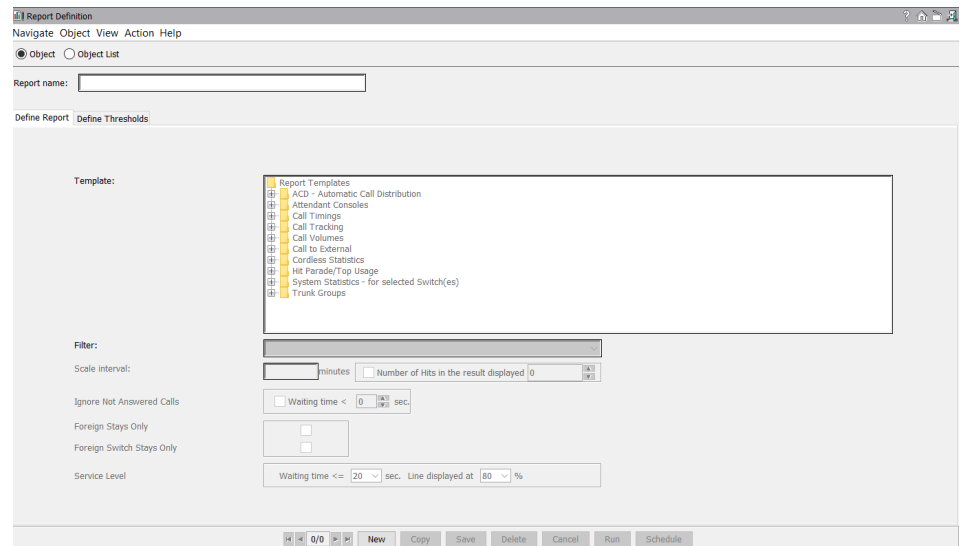 Report Definition ?
Navigate Object View Action Help
Object Object List
Report name:
Define Report Define Thresholds
Template:
Report Templates
ACD - Automatic Call Distribution
Attendant Consoles
Call Timings
Call Tracking
Call Volumes
Call to External
Cordless Statistics
Hit Parade/Top Usage
System Statistics - for selected Switch(es)
Trunk Groups
Filter:
Scale interval: minutes Number of Hits in the result displayed 0
Ignore Not Answered Calls Waiting time < 0 sec.
Foreign Stays Only
Foreign Switch Stays Only
Service Level Waiting time <= 20 sec. Line displayed at 80 %
0/0 New Copy Save Delete Cancel Run Schedule